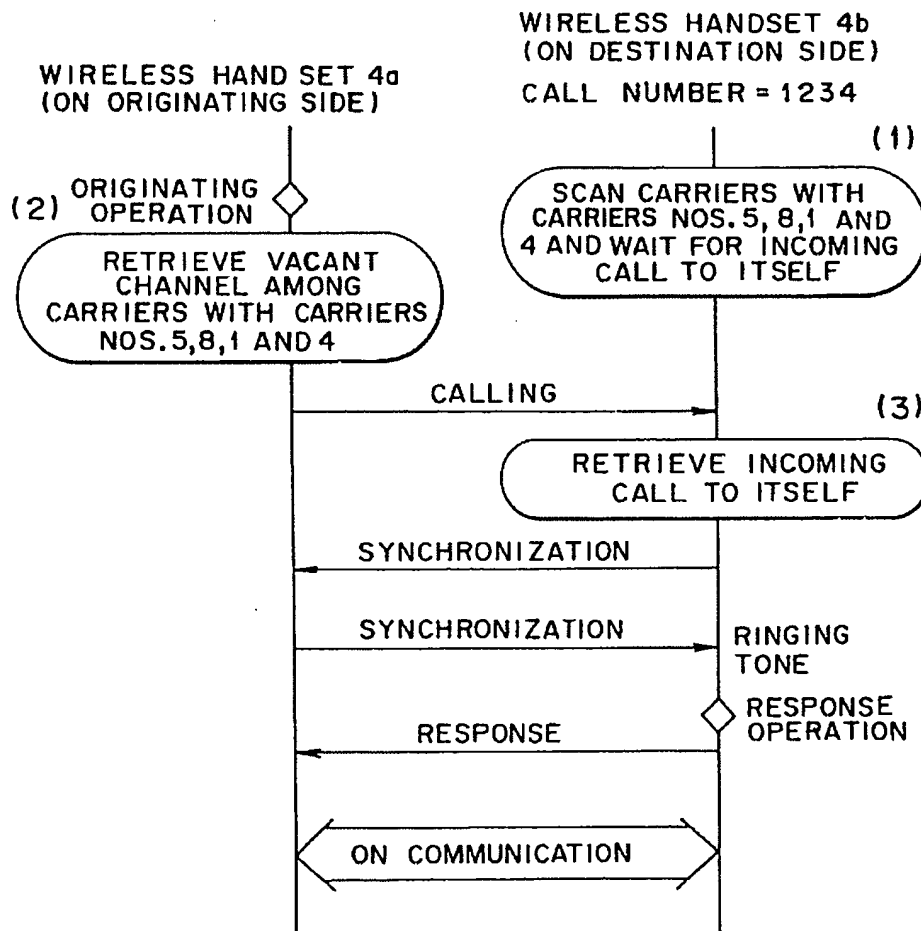 WIRELESS HANDSET 4b
(ON DESTINATION SIDE)
CALL NUMBER = 1234
WIRELESS HAND SET 4a
(ON ORIGINATING SIDE)
(1)
SCAN CARRIERS WITH
CARRIERS NOS. 5, 8, 1 AND
4 AND WAIT FOR INCOMING
CALL TO ITSELF
(2) ORIGINATING
OPERATION
RETRIEVE VACANT
CHANNEL AMONG
CARRIERS WITH CARRIERS
NOS. 5, 8, 1 AND 4
CALLING
(3)
RETRIEVE INCOMING
CALL TO ITSELF
SYNCHRONIZATION
SYNCHRONIZATION
RINGING
TONE
RESPONSE
OPERATION
RESPONSE
ON COMMUNICATION